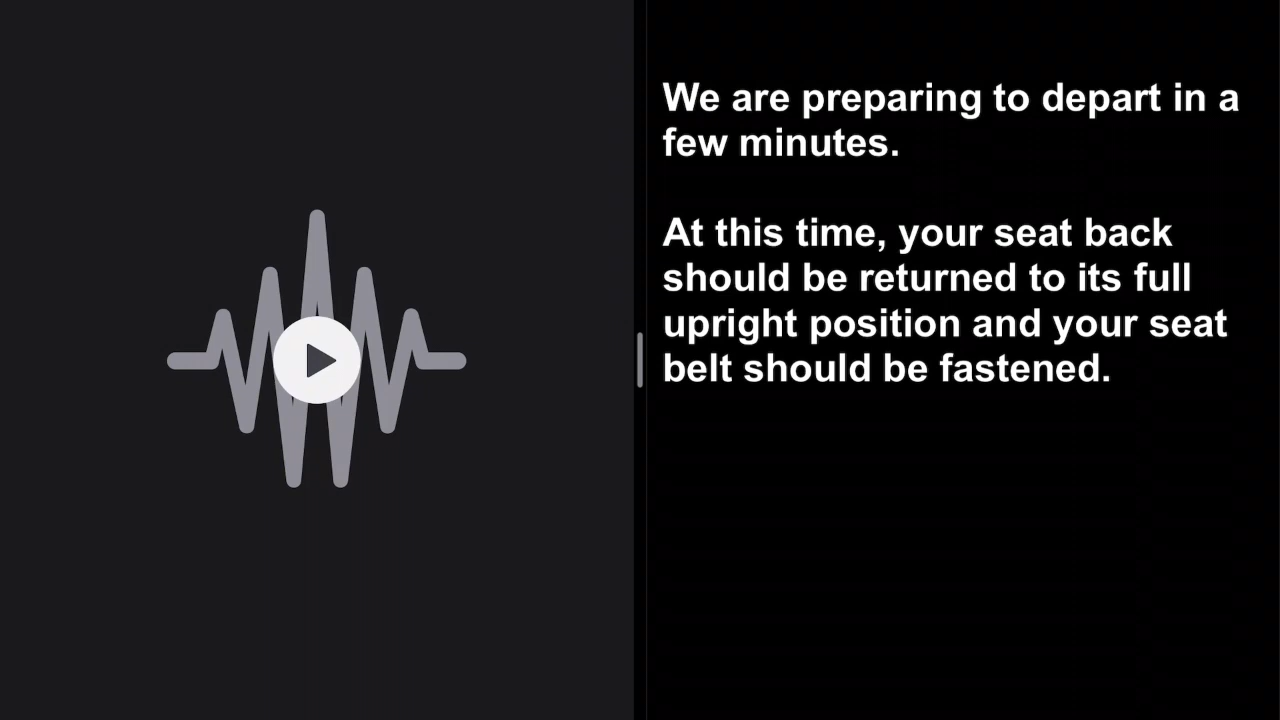 We are preparing to depart in a
few minutes.
At this time, your seat back
should be returned to its full
upright position and your seat
belt should be fastened.